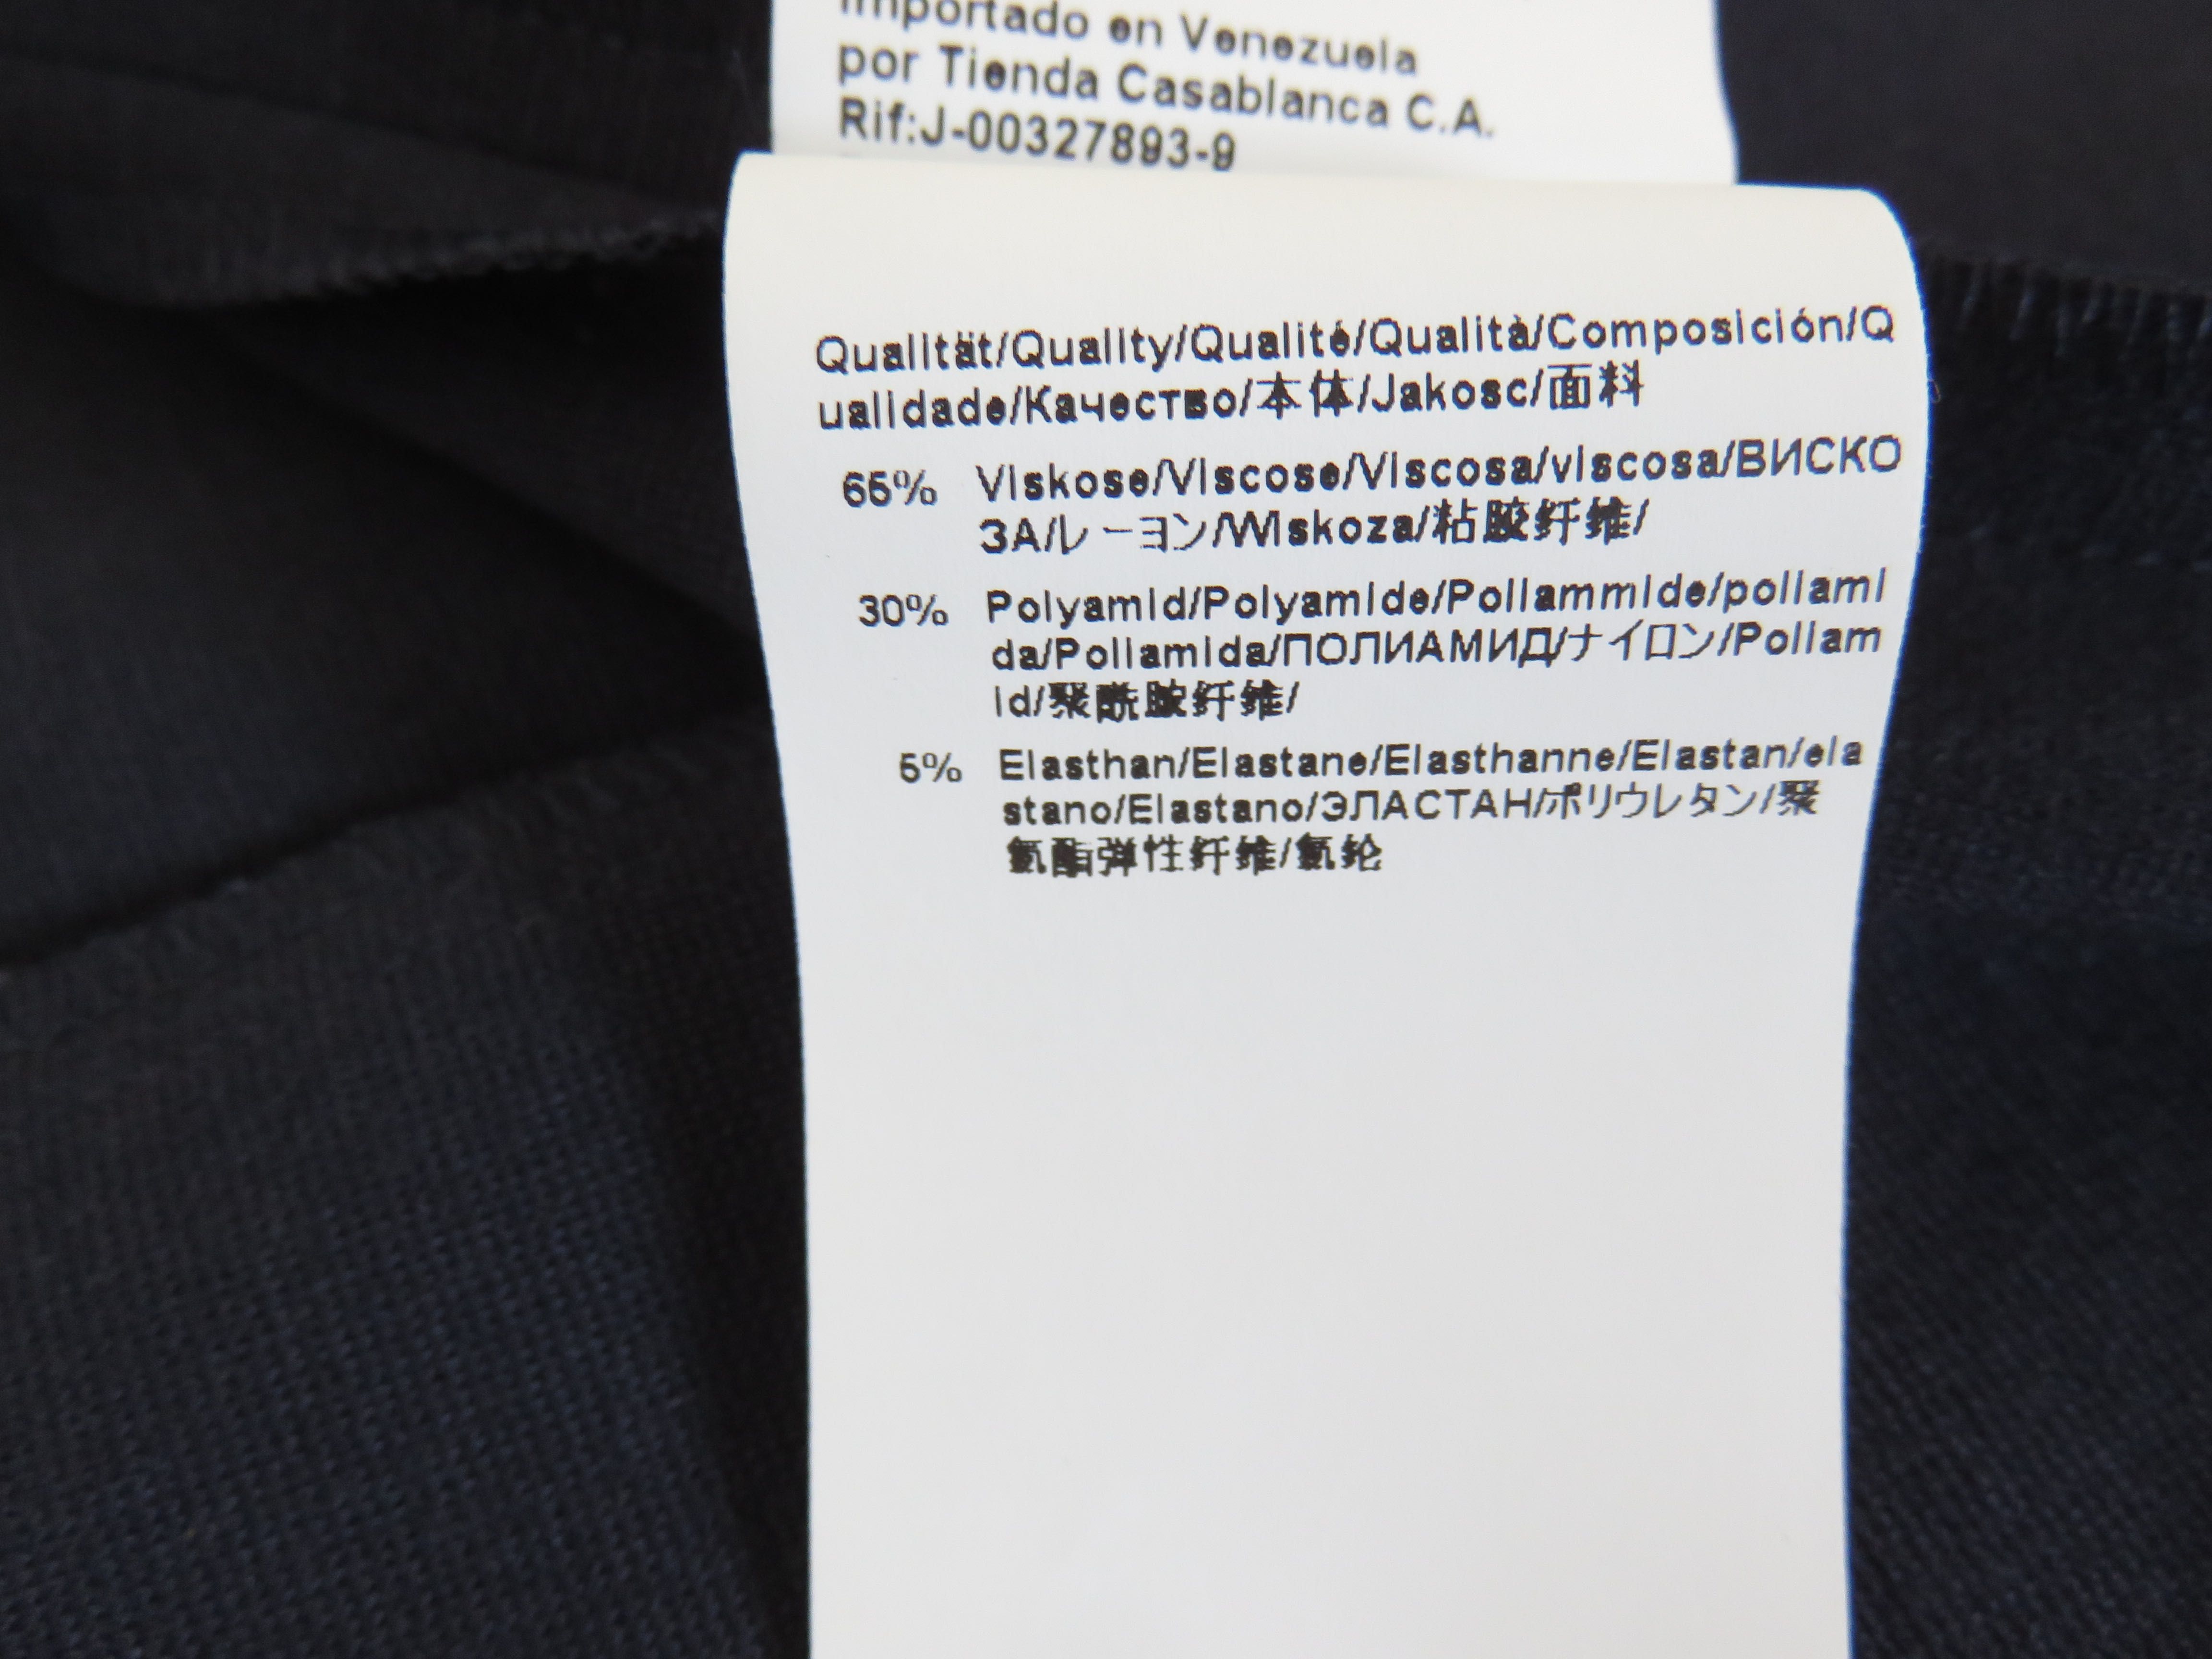 Importado en Venezuela
por Tienda Casablanca C.A.
Rif:J-00327893-9
Qualität/Quality/Qualité/Qualità/Composición/Q
ualidade/Качество/本体/Jakosc/面料
65% Viskose/Viscose/Viscosa/viscosa/ВИСКО
ЗА/レーヨン/Wiskoza/粘胶纤维/
30% Polyamid/Polyamide/Poliammide/poliami
da/Poliamida/ПОЛИАМИД/ナイロン/Poliam
id/聚酰胺纤维/
5% Elasthan/Elastane/Elasthanne/Elastan/ela
stano/Elastano/ЭЛАСТАН/ポリウレタン/聚
氨酯弹性纤维/氨纶